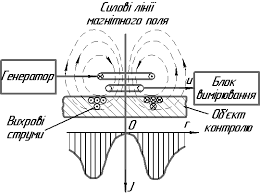 Силові лінії
магнітного поля
Генератор
Блок
вимірювання
u
Вихрові
струми
O
r
Об'єкт
контролю
J